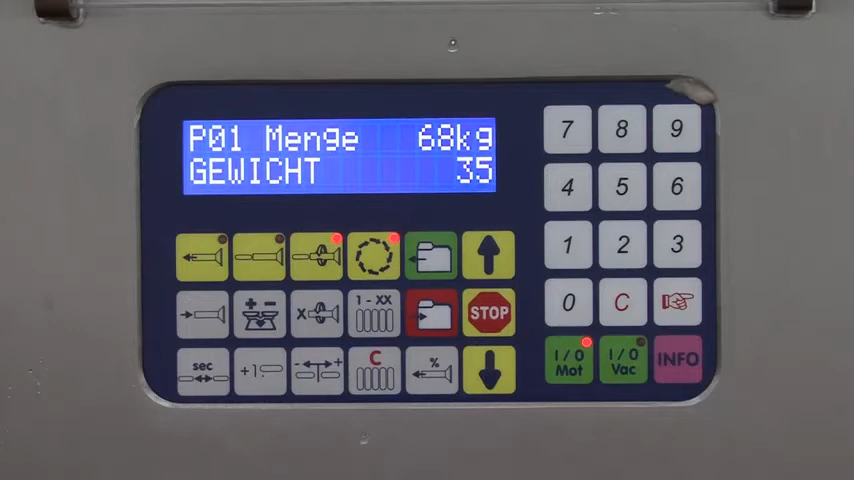 P01 Menge 68kg
GEWICHT 35
7 8 9
4 5 6
1 2 3
0 C
+ -
X
1 - XX
STOP
sec
+1
- +
C
%
I / O Mot
I / O Vac
INFO